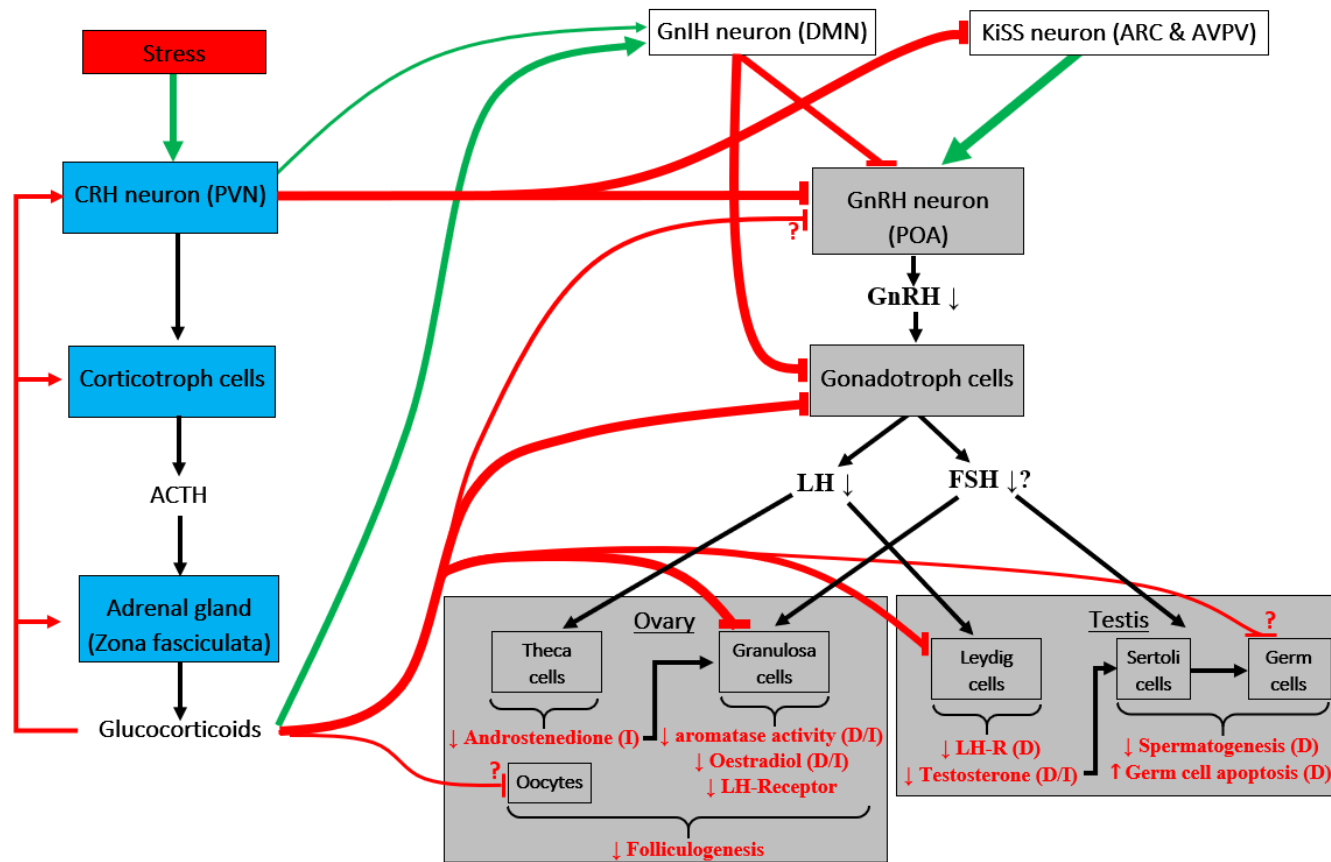 Stress
GnIH neuron (DMN)
KiSS neuron (ARC & AVPV)
CRH neuron (PVN)
GnRH neuron
(POA)
?
GnRH ↓
Corticotroph cells
Gonadotroph cells
ACTH
LH ↓
FSH ↓?
Adrenal gland
(Zona fasciculata)
Glucocorticoids
Ovary
Theca
cells
Granulosa
cells
↓ Androstenedione (I)
↓ aromatase activity (D/I)
↓ Oestradiol (D/I)
↓ LH-Receptor
?
Oocytes
↓ Folliculogenesis
Testis
?
Leydig
cells
Sertoli
cells
Germ
cells
↓ LH-R (D)
↓ Testosterone (D/I)
↓ Spermatogenesis (D)
↑ Germ cell apoptosis (D)